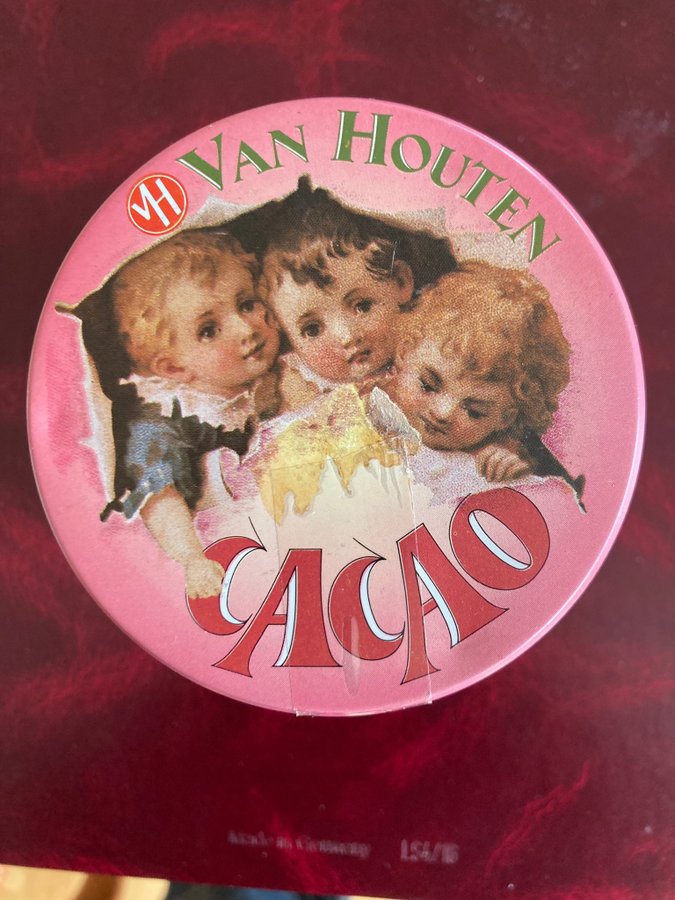 VH
VAN HOUTEN
CACAO
Made in Germany